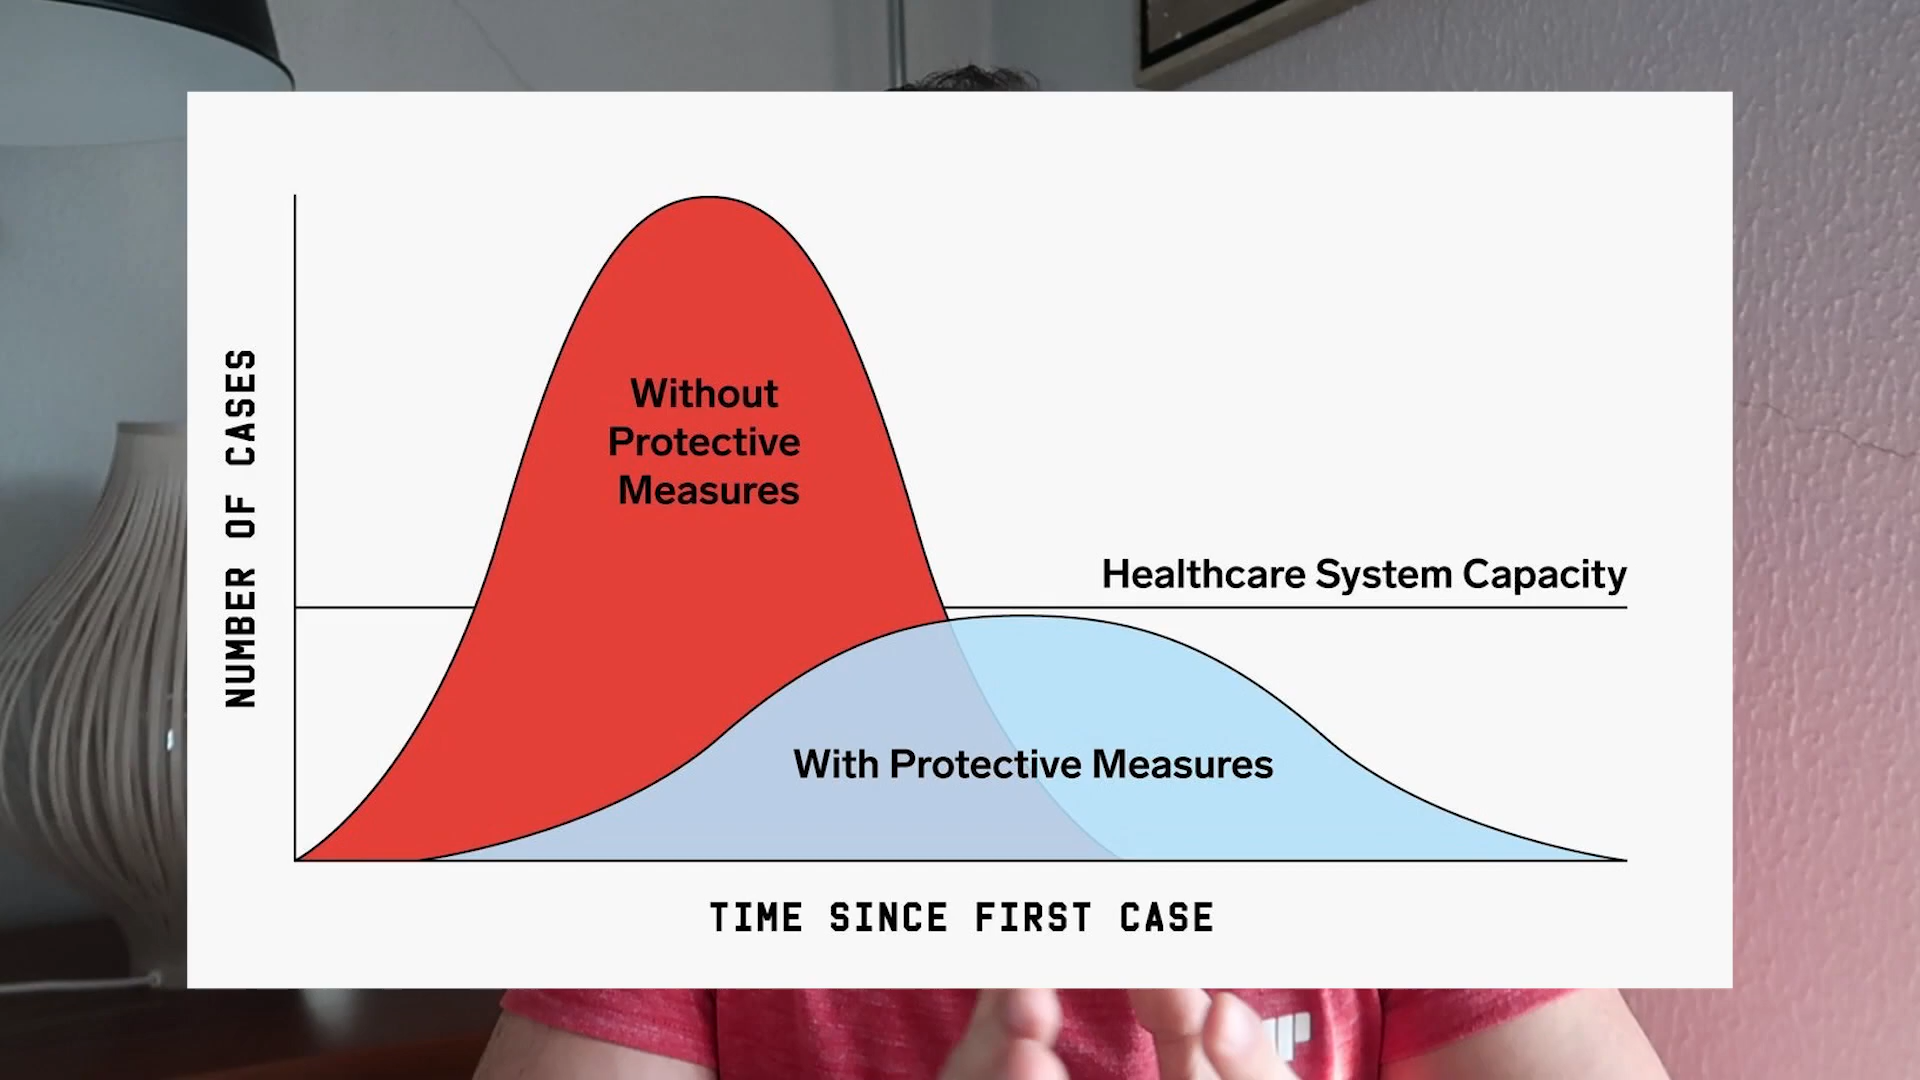 NUMBER OF CASES
Without
Protective
Measures
Healthcare System Capacity
With Protective Measures
TIME SINCE FIRST CASE